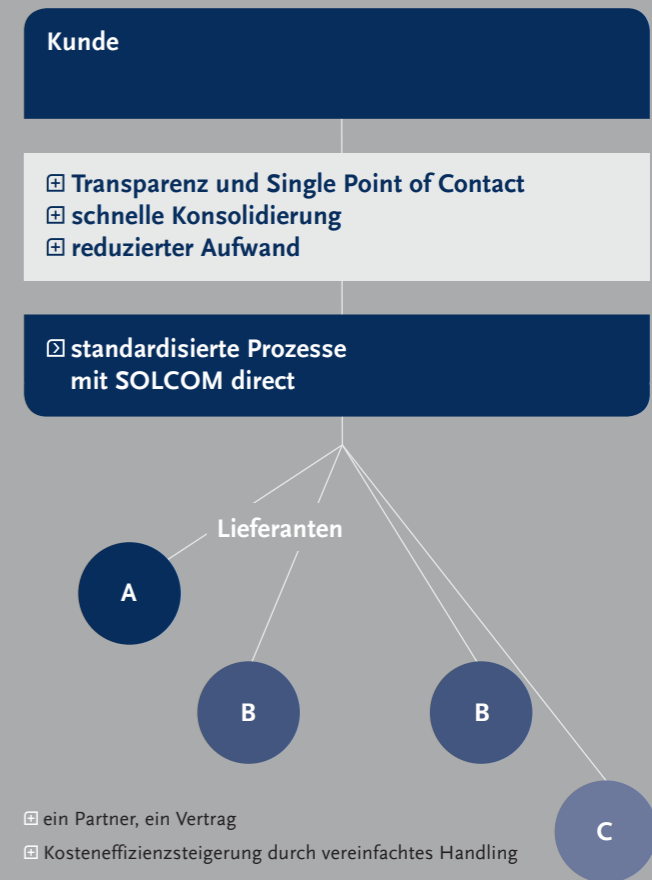 Kunde
Transparenz und Single Point of Contact
schnelle Konsolidierung
reduzierter Aufwand
standardisierte Prozesse
mit SOLCOM direct
Lieferanten
A
B
B
C
ein Partner, ein Vertrag
Kosteneffizienzsteigerung durch vereinfachtes Handling